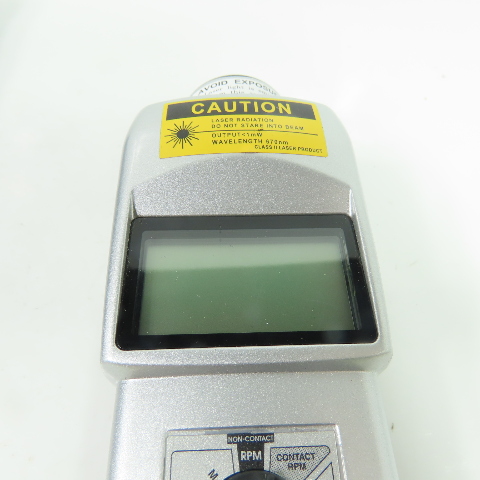 AVOID EXPOSU
CAUTION
LASER RADIATION
DO NOT STARE INTO BEAM
OUTPUT<1mW
WAVELENGTH 670nm
CLASS II LASER PRODUCT
NON-CONTACT
RPM
CONTACT
RPM
M